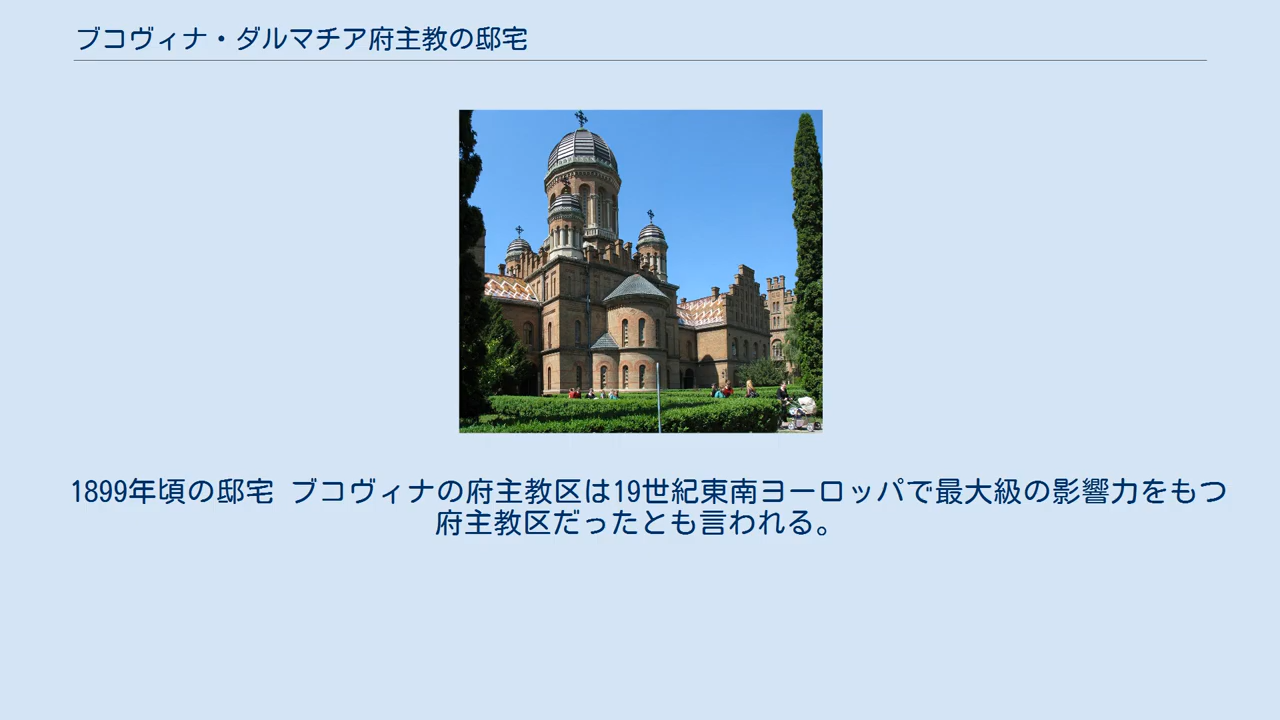 ブコヴィナ・ダルマチア府主教の邸宅
1899年頃の邸宅 ブコヴィナの府主教区は19世紀東南ヨーロッパで最大級の影響力をもつ
府主教区だったとも言われる。